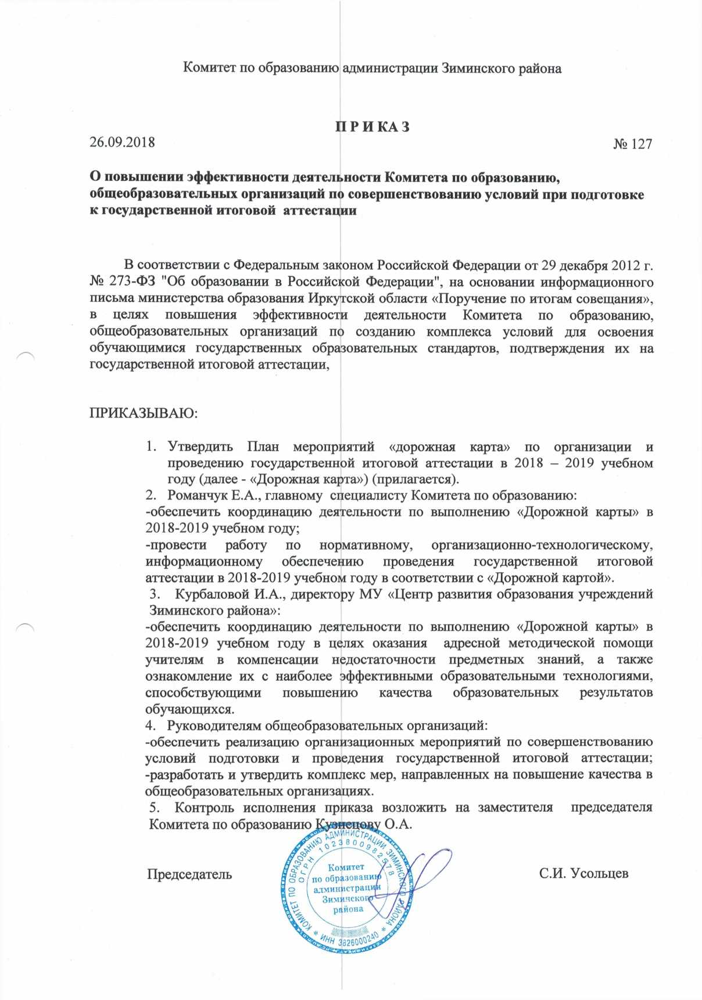 Комитет по образованию администрации Зиминского района
П Р И КА З
26.09.2018
№ 127
О повышении эффективности деятельности Комитета по образованию,
общеобразовательных организаций по совершенствованию условий при подготовке
к государственной итоговой аттестации
В соответствии с Федеральным законом Российской Федерации от 29 декабря 2012 г.
№ 273-ФЗ "Об образовании в Российской Федерации", на основании информационного
письма министерства образования Иркутской области «Поручение по итогам совещания»,
в целях повышения эффективности деятельности Комитета по образованию,
общеобразовательных организаций по созданию комплекса условий для освоения
обучающимися государственных образовательных стандартов, подтверждения их на
государственной итоговой аттестации,
ПРИКАЗЫВАЮ:
1. Утвердить План мероприятий «дорожная карта» по организации и
проведению государственной итоговой аттестации в 2018 – 2019 учебном
году (далее - «Дорожная карта») (прилагается).
2. Романчук Е.А., главному специалисту Комитета по образованию:
-обеспечить координацию деятельности по выполнению «Дорожной карты» в
2018-2019 учебном году;
-провести работу по нормативному, организационно-технологическому,
информационному обеспечению проведения государственной итоговой
аттестации в 2018-2019 учебном году в соответствии с «Дорожной картой».
3. Курбаловой И.А., директору МУ «Центр развития образования учреждений
Зиминского района»:
-обеспечить координацию деятельности по выполнению «Дорожной карты» в
2018-2019 учебном году в целях оказания адресной методической помощи
учителям в компенсации недостаточности предметных знаний, а также
ознакомление их с наиболее эффективными образовательными технологиями,
способствующими повышению качества образовательных результатов
обучающихся.
4. Руководителям общеобразовательных организаций:
-обеспечить реализацию организационных мероприятий по совершенствованию
условий подготовки и проведения государственной итоговой аттестации;
-разработать и утвердить комплекс мер, направленных на повышение качества в
общеобразовательных организациях.
5. Контроль исполнения приказа возложить на заместителя председателя
Комитета по образованию Кузнецову О.А.
Председатель
С.И. Усольцев
КОМИТЕТ ПО ОБРАЗОВАНИЮ АДМИНИСТРАЦИИ ЗИМИНСКОГО РАЙОНА
ОГРН 1023800982578
Комитет
по образованию
администрации
Зиминского
района
* ИНН 3826000240 *